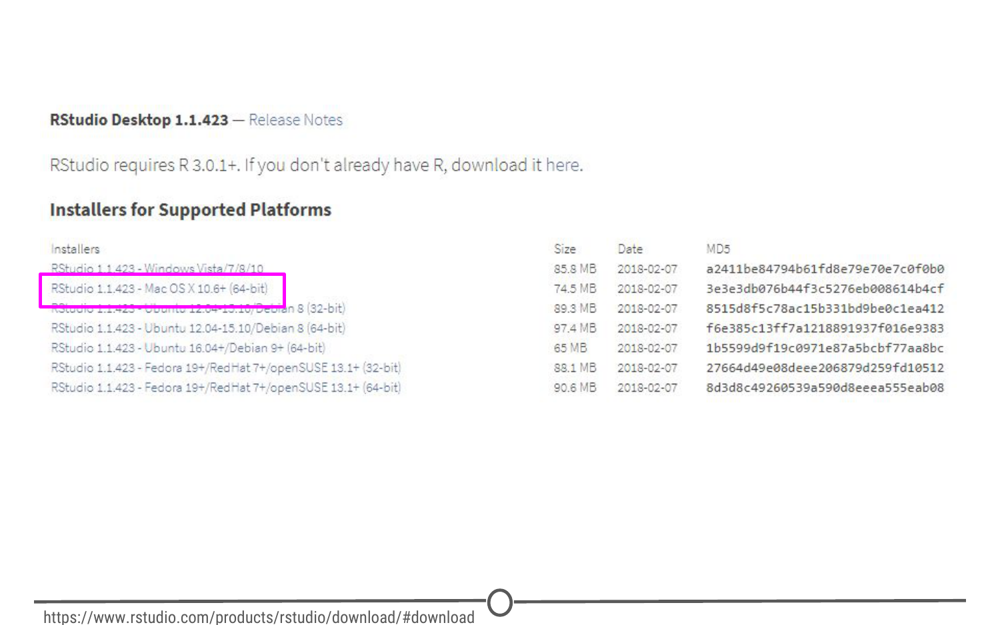 RStudio Desktop 1.1.423 — Release Notes
RStudio requires R 3.0.1+. If you don't already have R, download it here.
Installers for Supported Platforms
Installers Size Date MD5
RStudio 1.1.423 - Windows Vista/7/8/10 85.8 MB 2018-02-07 a2411be84794b61fd8e79e70e7c0f0b0
RStudio 1.1.423 - Mac OS X 10.6+ (64-bit) 74.5 MB 2018-02-07 3e3e3db076b44f3c5276eb008614b4cf
RStudio 1.1.423 - Ubuntu 12.04-15.10/Debian 8 (32-bit) 89.3 MB 2018-02-07 8515d8f5c78ac15b331bd9be0c1ea412
RStudio 1.1.423 - Ubuntu 12.04-15.10/Debian 8 (64-bit) 97.4 MB 2018-02-07 f6e385c13ff7a1218891937f016e9383
RStudio 1.1.423 - Ubuntu 16.04+/Debian 9+ (64-bit) 65 MB 2018-02-07 1b5599d9f19c0971e87a5bcbf77aa8bc
RStudio 1.1.423 - Fedora 19+/RedHat 7+/openSUSE 13.1+ (32-bit) 88.1 MB 2018-02-07 27664d49e08deee206879d259fd10512
RStudio 1.1.423 - Fedora 19+/RedHat 7+/openSUSE 13.1+ (64-bit) 90.6 MB 2018-02-07 8d3d8c49260539a590d8eeea555eab08
https://www.rstudio.com/products/rstudio/download/#download